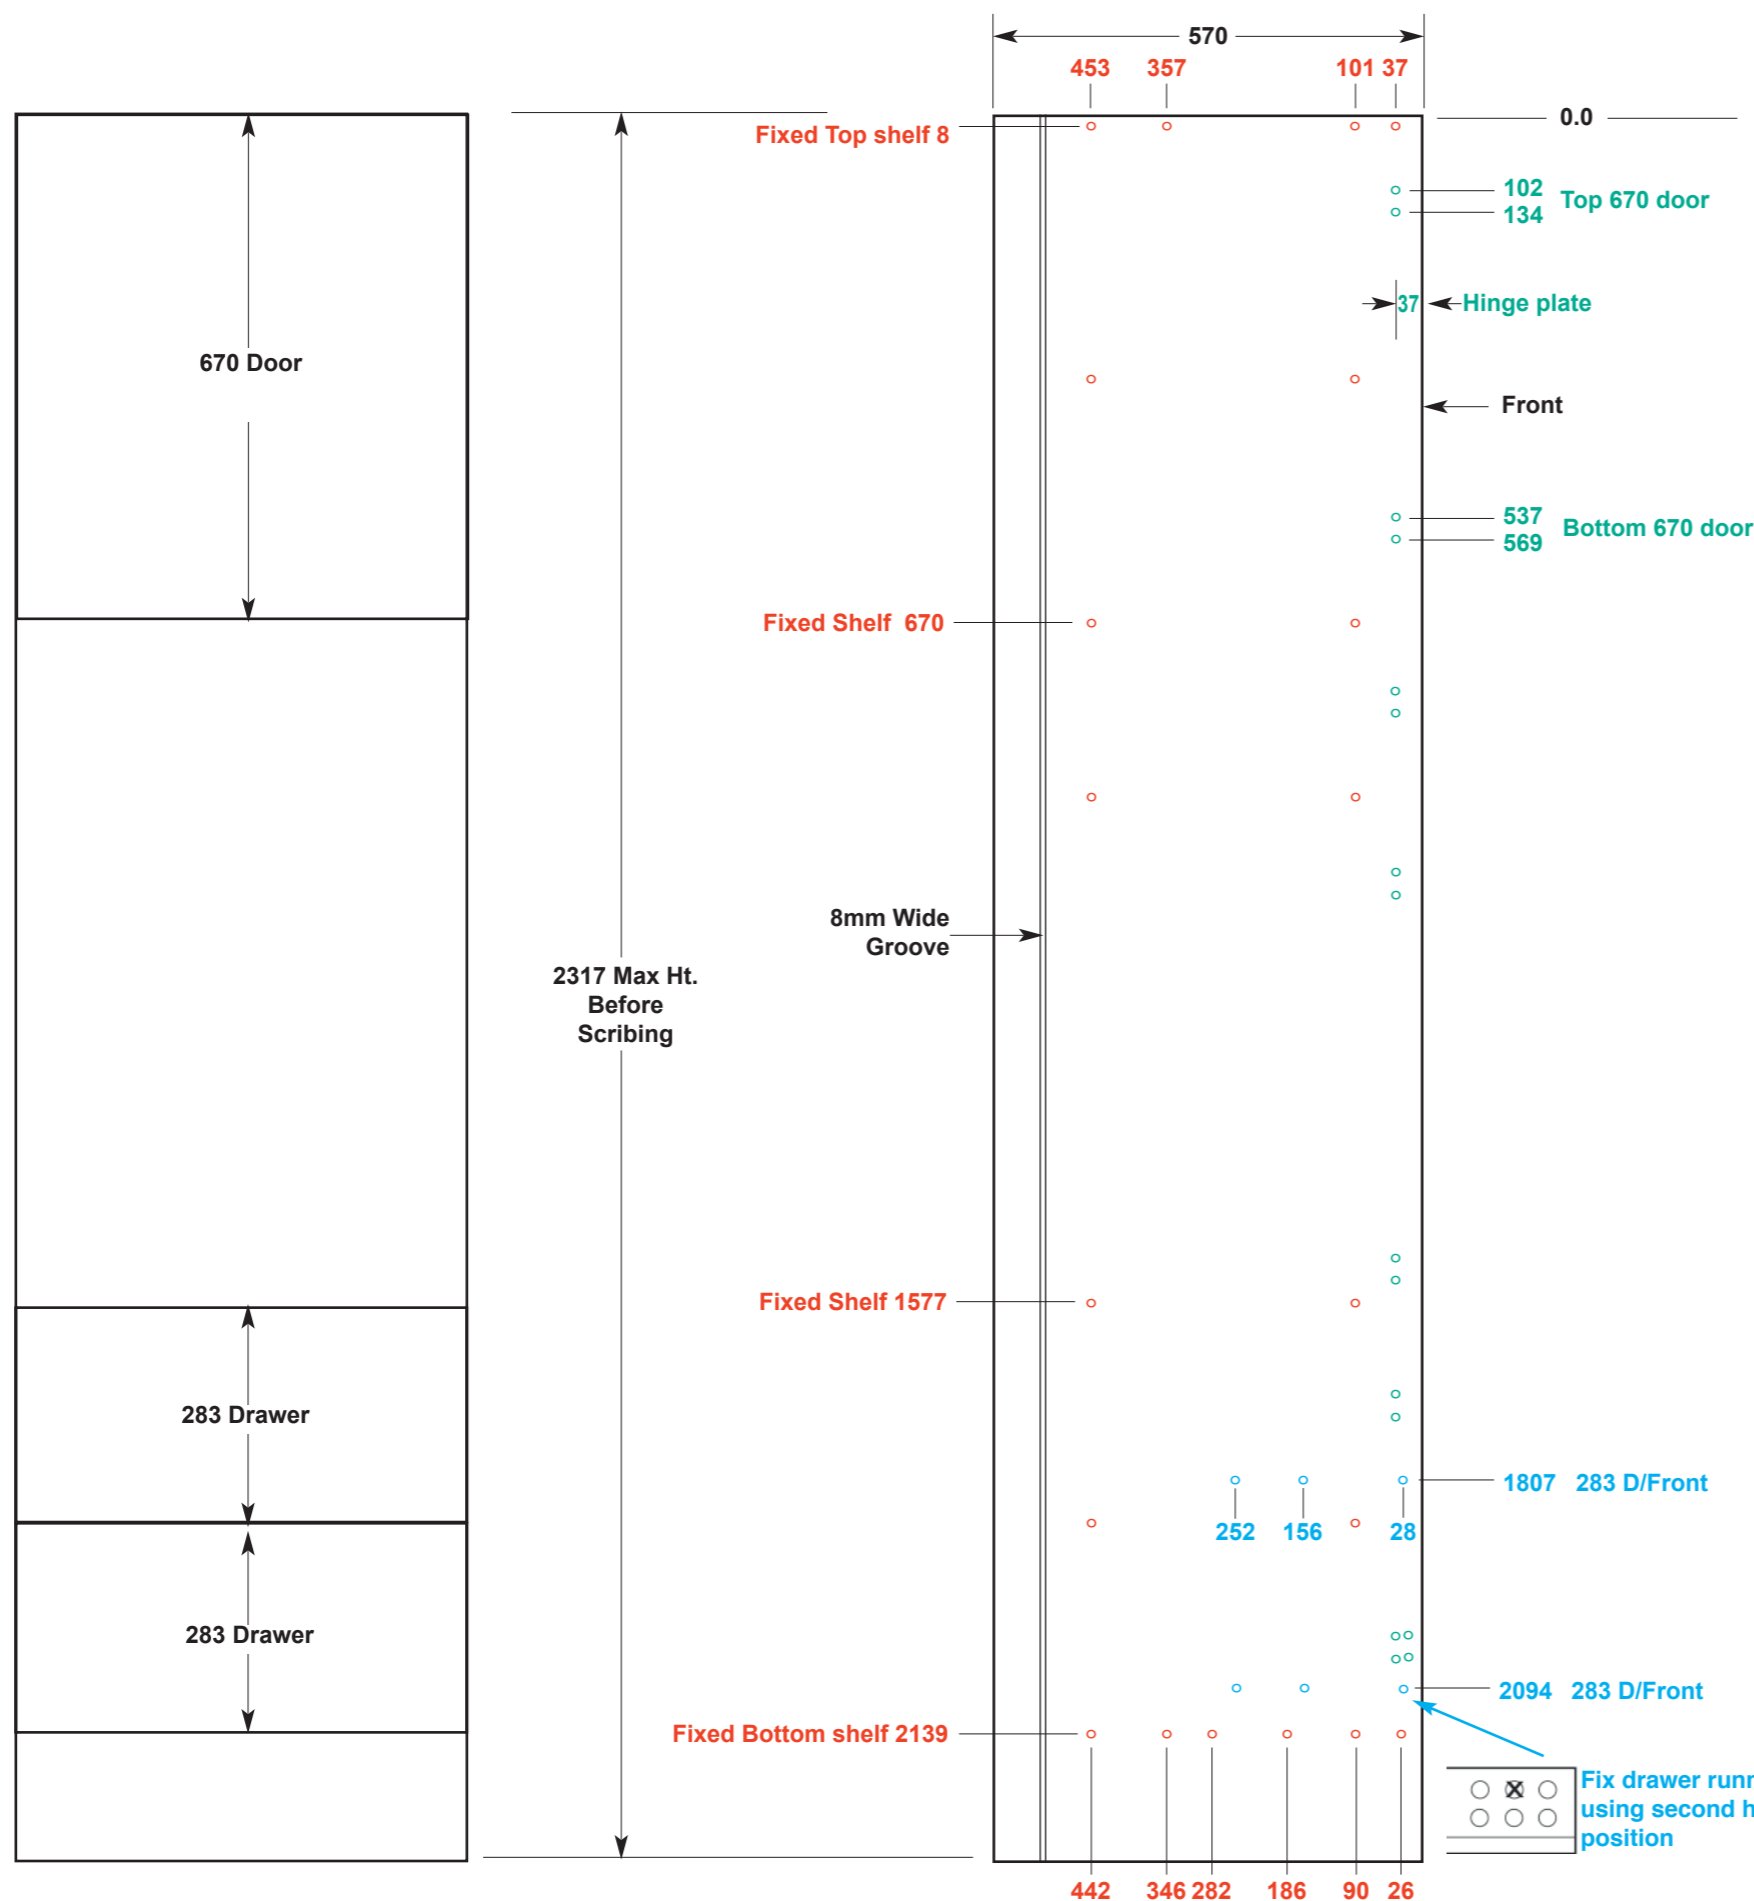 570
453 357 101 37
0.0
Fixed Top shelf 8
102
134
Top 670 door
37
Hinge plate
670 Door
Front
537
569
Bottom 670 door
Fixed Shelf 670
8mm Wide
Groove
2317 Max Ht.
Before
Scribing
Fixed Shelf 1577
283 Drawer
1807 283 D/Front
252 156 28
283 Drawer
2094 283 D/Front
Fixed Bottom shelf 2139
X
Fix drawer
using second
position
442 346 282 186 90 26